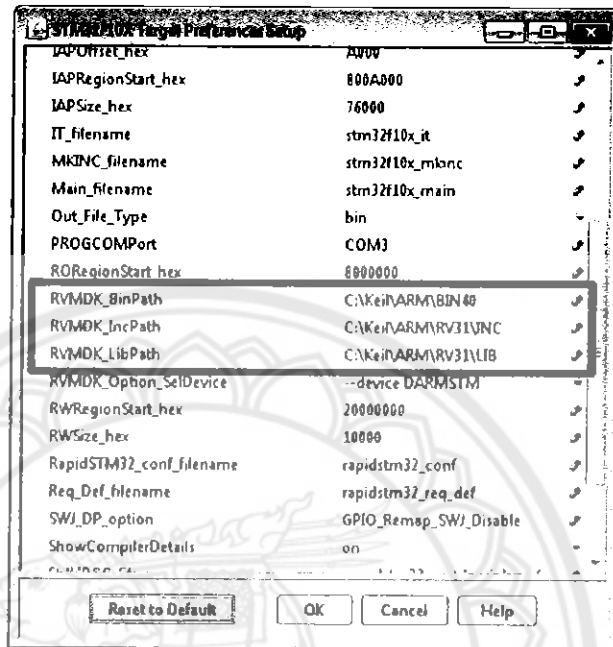 STM32F10X Target Preferences Setup
IAPOffset_hex A000
IAPRegionStart_hex 800A000
IAPSize_hex 76000
IT_filename stm32f10x_it
MKINC_filename stm32f10x_mkinc
Main_filename stm32f10x_main
Out_File_Type bin
PROGCOMPort COM3
RORegionStart_hex 8000000
RVMDK_BinPath C:\Keil\ARM\BIN40
RVMDK_IncPath C:\Keil\ARM\RV31\INC
RVMDK_LibPath C:\Keil\ARM\RV31\LIB
RVMDK_Option_SelDevice --device DARMSTM
RWRegionStart_hex 20000000
RWSize_hex 10000
RapidSTM32_conf_filename rapidstm32_conf
Req_Def_filename rapidstm32_req_def
SWJ_DP_option GPIO_Remap_SWJ_Disable
ShowCompilerDetails on
Reset to Default OK Cancel Help